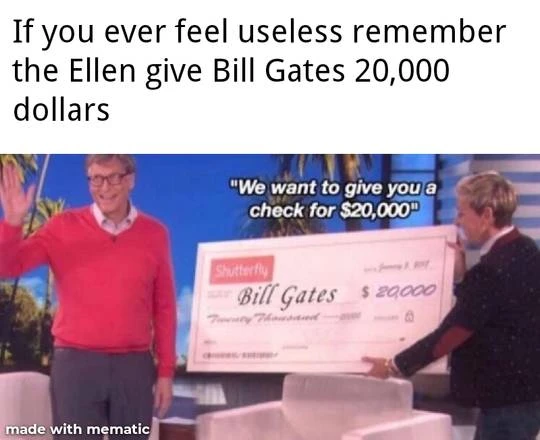 If you ever feel useless remember
the Ellen give Bill Gates 20,000
dollars
"We want to give you a
check for $20,000"
Shutterfly
Bill Gates $ 20,000
Twenty Thousand
made with mematic